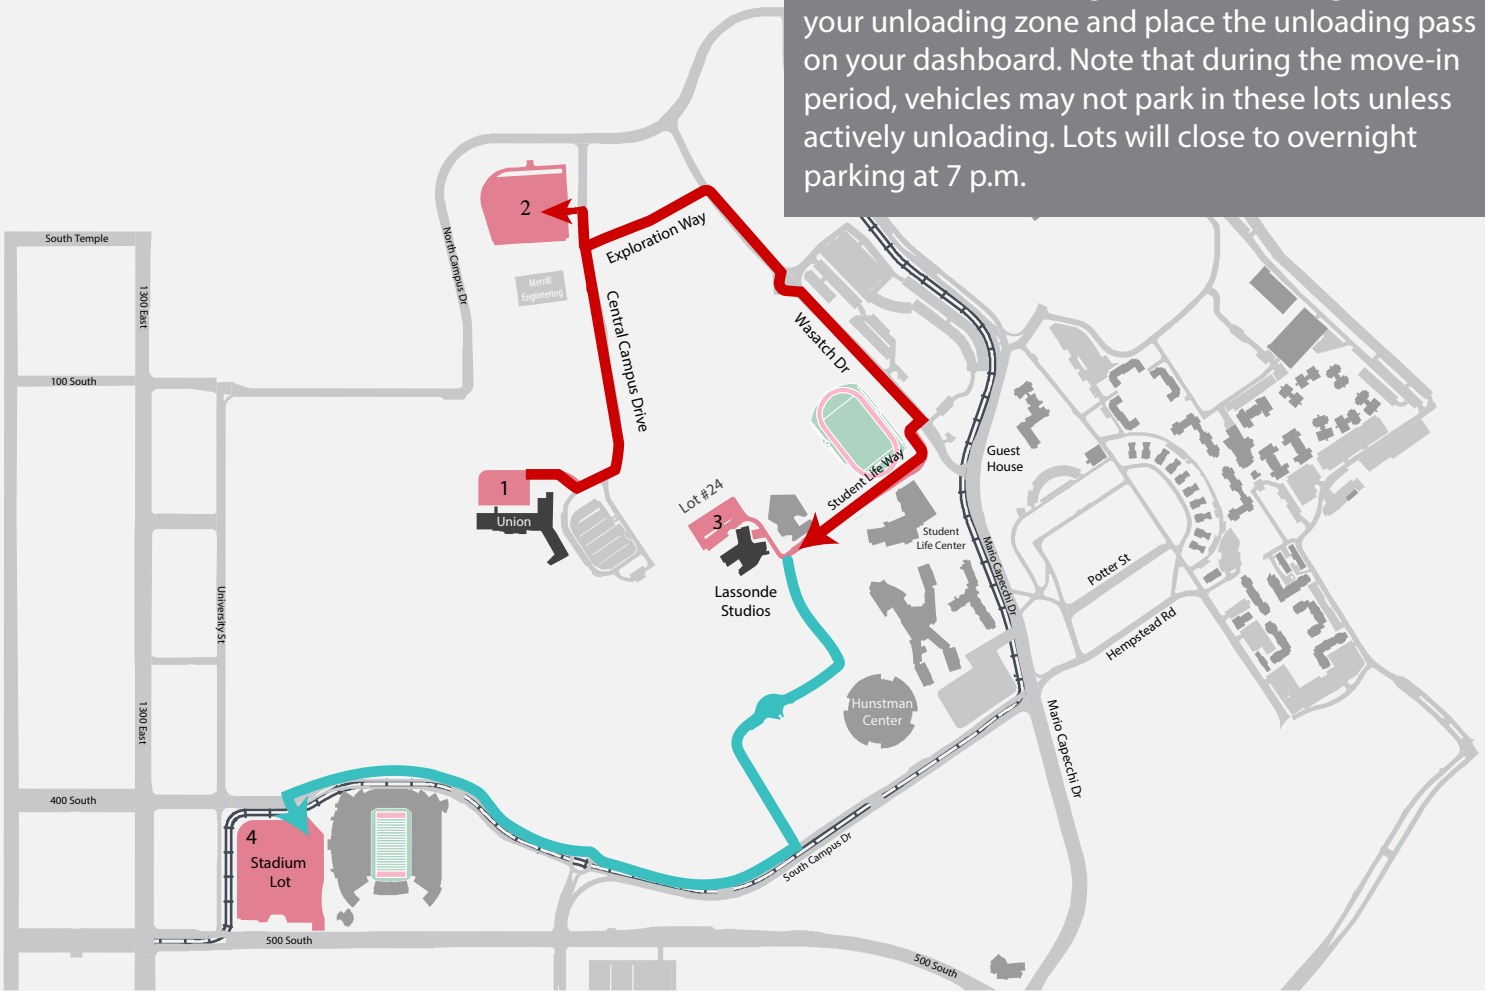 your unloading zone and place the unloading pass
on your dashboard. Note that during the move-in
period, vehicles may not park in these lots unless
actively unloading. Lots will close to overnight
parking at 7 p.m.
South Temple
1300 East
100 South
University St
1300 East
400 South
500 South
North Campus Dr
2
Merrill
Engineering
Exploration Way
Central Campus Drive
Wasatch Dr
1
Union
Lot #24
3
Lassonde
Studios
Student Life Way
Student
Life Center
Guest
House
Mario Capecchi Dr
Potter St
Hempstead Rd
Hunstman
Center
Mario Capecchi Dr
South Campus Dr
4
Stadium
Lot
500 South